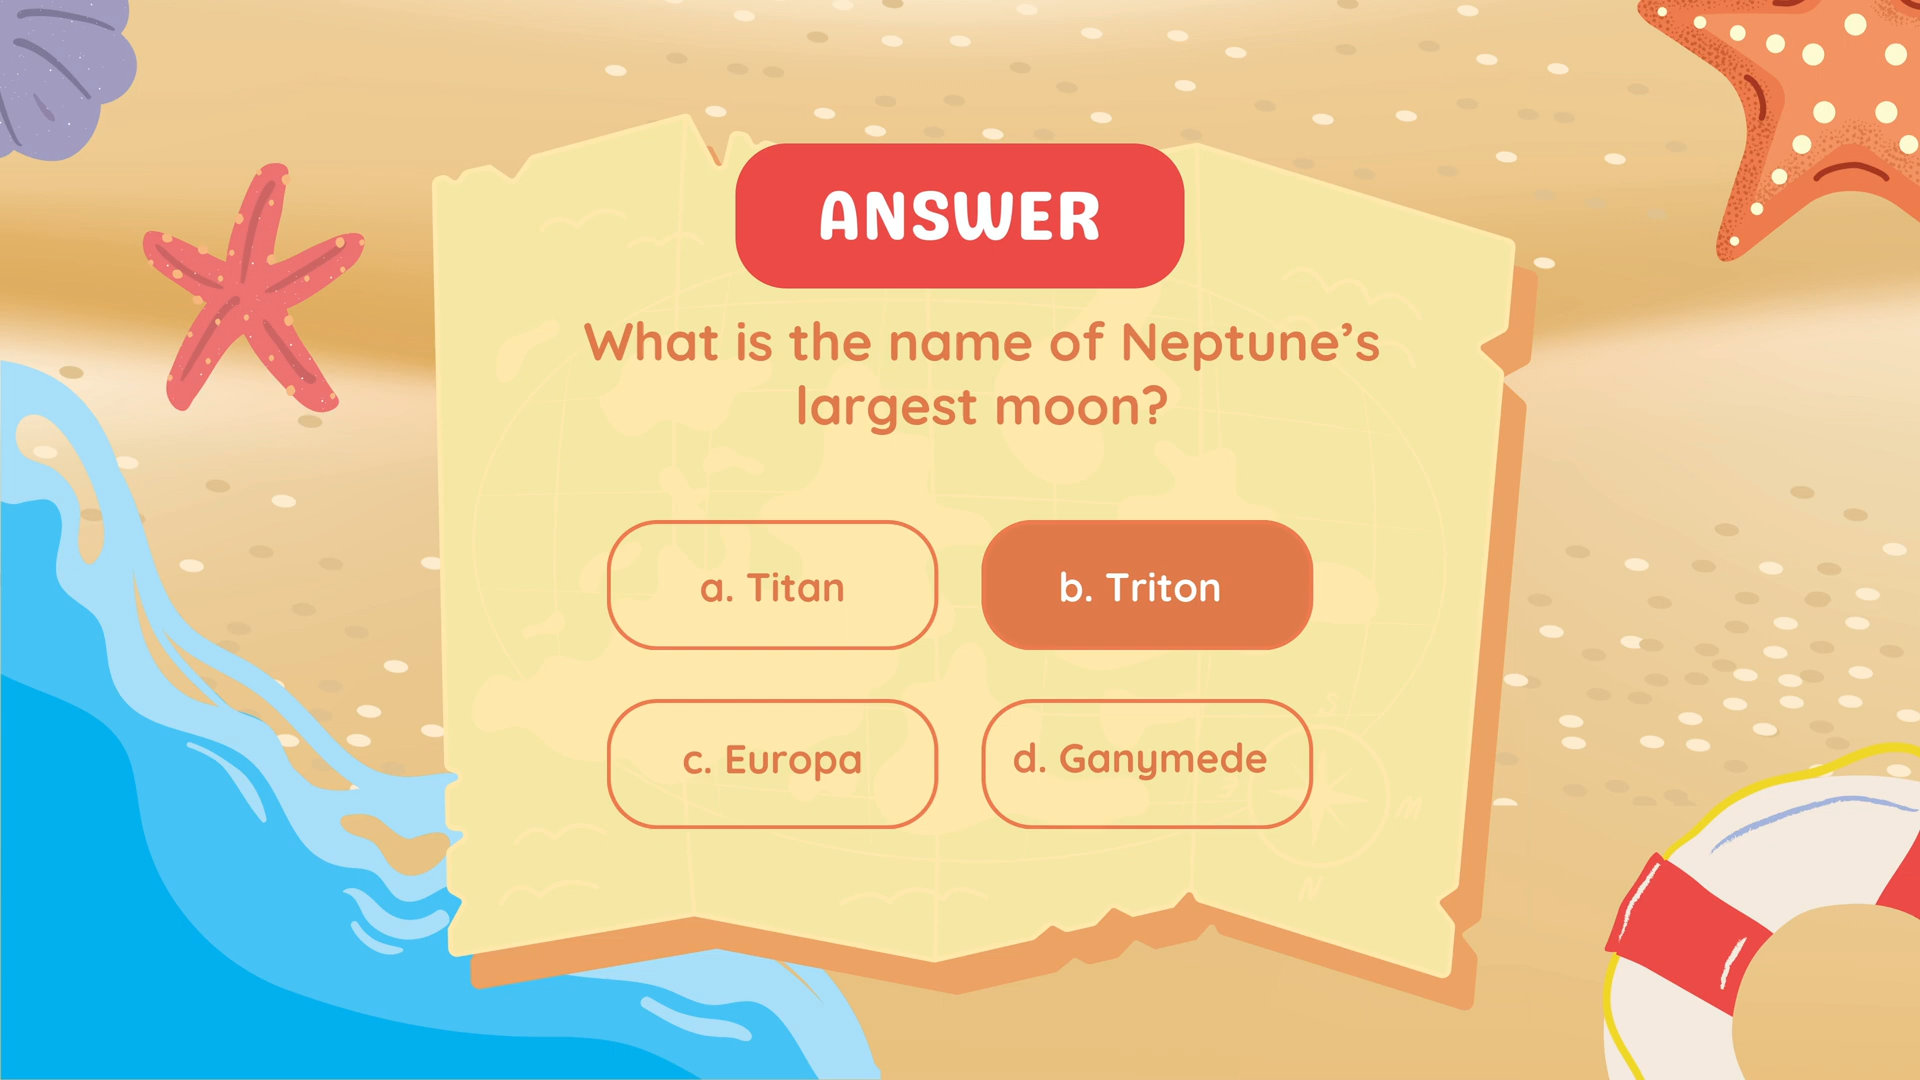 ANSWER
What is the name of Neptune’s
largest moon?
a. Titan
b. Triton
c. Europa
d. Ganymede
S
M
N